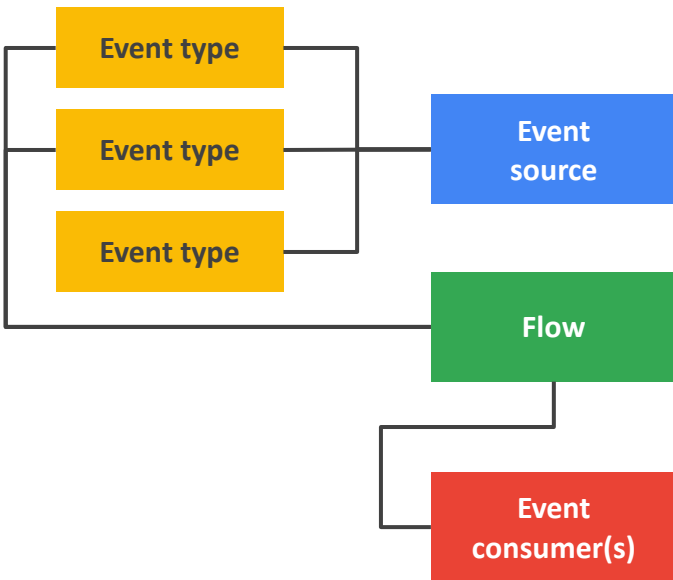 Event type
Event type
Event type
Event
source
Flow
Event
consumer(s)